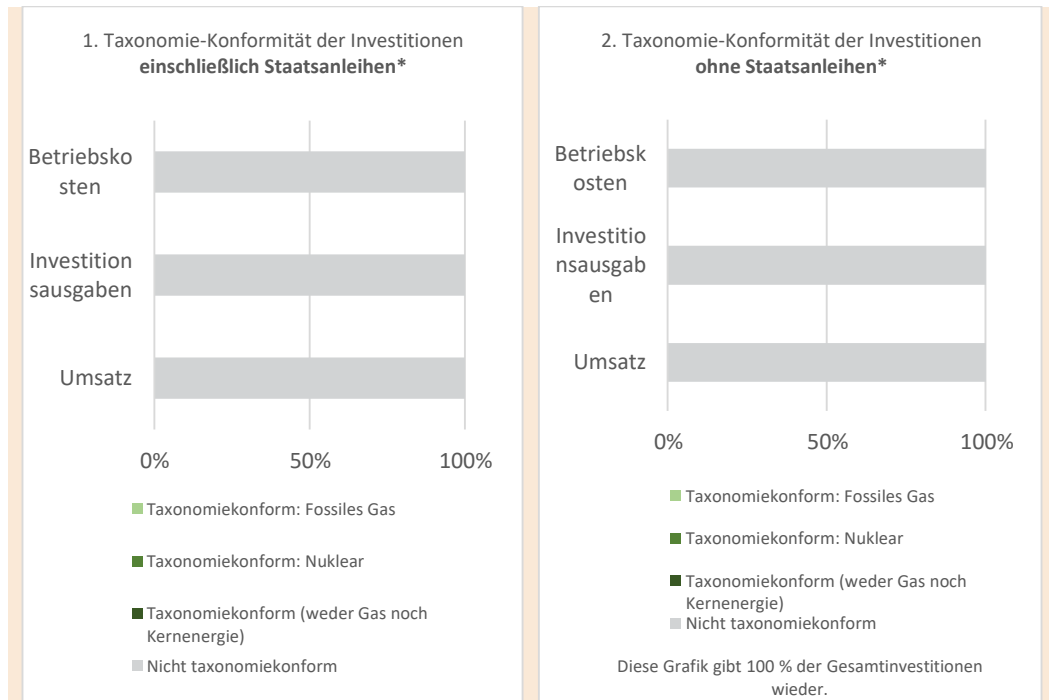 1. Taxonomie-Konformität der Investitionen
einschließlich Staatsanleihen*
Betriebsko
sten
Investition
sausgaben
Umsatz
0%
50%
100%
Taxonomiekonform: Fossiles Gas
Taxonomiekonform: Nuklear
Taxonomiekonform (weder Gas noch
Kernenergie)
Nicht taxonomiekonform
2. Taxonomie-Konformität der Investitionen
ohne Staatsanleihen*
Betriebsk
osten
Investitio
nsausgab
en
Umsatz
0%
50%
100%
Taxonomiekonform: Fossiles Gas
Taxonomiekonform: Nuklear
Taxonomiekonform (weder Gas noch
Kernenergie)
Nicht taxonomiekonform
Diese Grafik gibt 100 % der Gesamtinvestitionen
wieder.